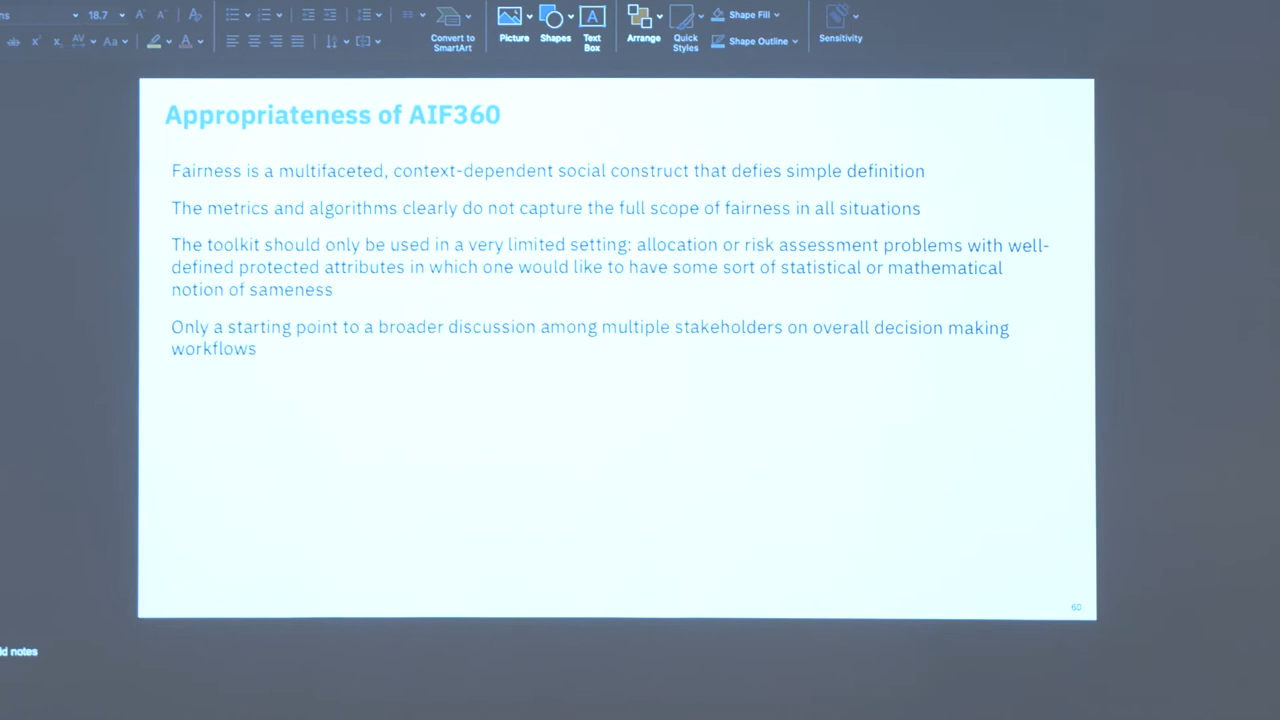 18.7
A
A
A
Convert to
SmartArt
Picture
Shapes
A
Text
Box
Arrange
Quick
Styles
Shape Fill
Shape Outline
Sensitivity
x
x
AV
Aa
A
Appropriateness of AIF360
Fairness is a multifaceted, context-dependent social construct that defies simple definition
The metrics and algorithms clearly do not capture the full scope of fairness in all situations
The toolkit should only be used in a very limited setting: allocation or risk assessment problems with well-
defined protected attributes in which one would like to have some sort of statistical or mathematical
notion of sameness
Only a starting point to a broader discussion among multiple stakeholders on overall decision making
workflows
60
notes